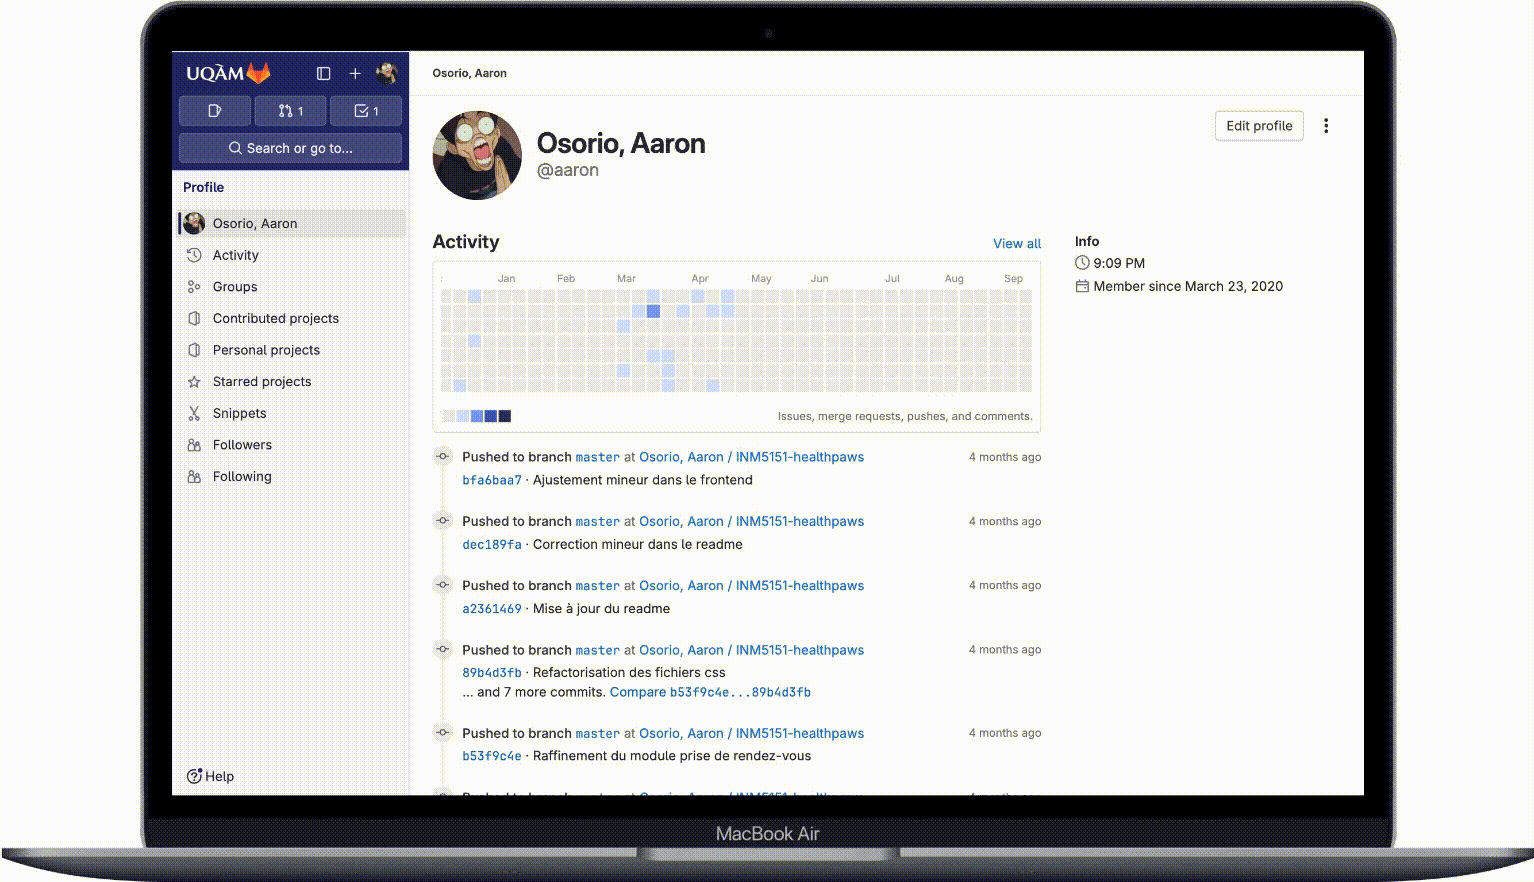 UQÀM
1
1
Search or go to...
Profile
Osorio, Aaron
Activity
Groups
Contributed projects
Personal projects
Starred projects
Snippets
Followers
Following
Help
Osorio, Aaron
Osorio, Aaron
@aaron
Edit profile
Activity
View all
Jan Feb Mar Apr May Jun Jul Aug Sep
Issues, merge requests, pushes, and comments.
Info
9:09 PM
Member since March 23, 2020
Pushed to branch master at Osorio, Aaron / INM5151-healthpaws 4 months ago
bfa6baa7 · Ajustement mineur dans le frontend
Pushed to branch master at Osorio, Aaron / INM5151-healthpaws 4 months ago
dec189fa · Correction mineur dans le readme
Pushed to branch master at Osorio, Aaron / INM5151-healthpaws 4 months ago
a2361469 · Mise à jour du readme
Pushed to branch master at Osorio, Aaron / INM5151-healthpaws 4 months ago
89b4d3fb · Refactorisation des fichiers css
... and 7 more commits. Compare b53f9c4e...89b4d3fb
Pushed to branch master at Osorio, Aaron / INM5151-healthpaws 4 months ago
b53f9c4e · Raffinement du module prise de rendez-vous
MacBook Air